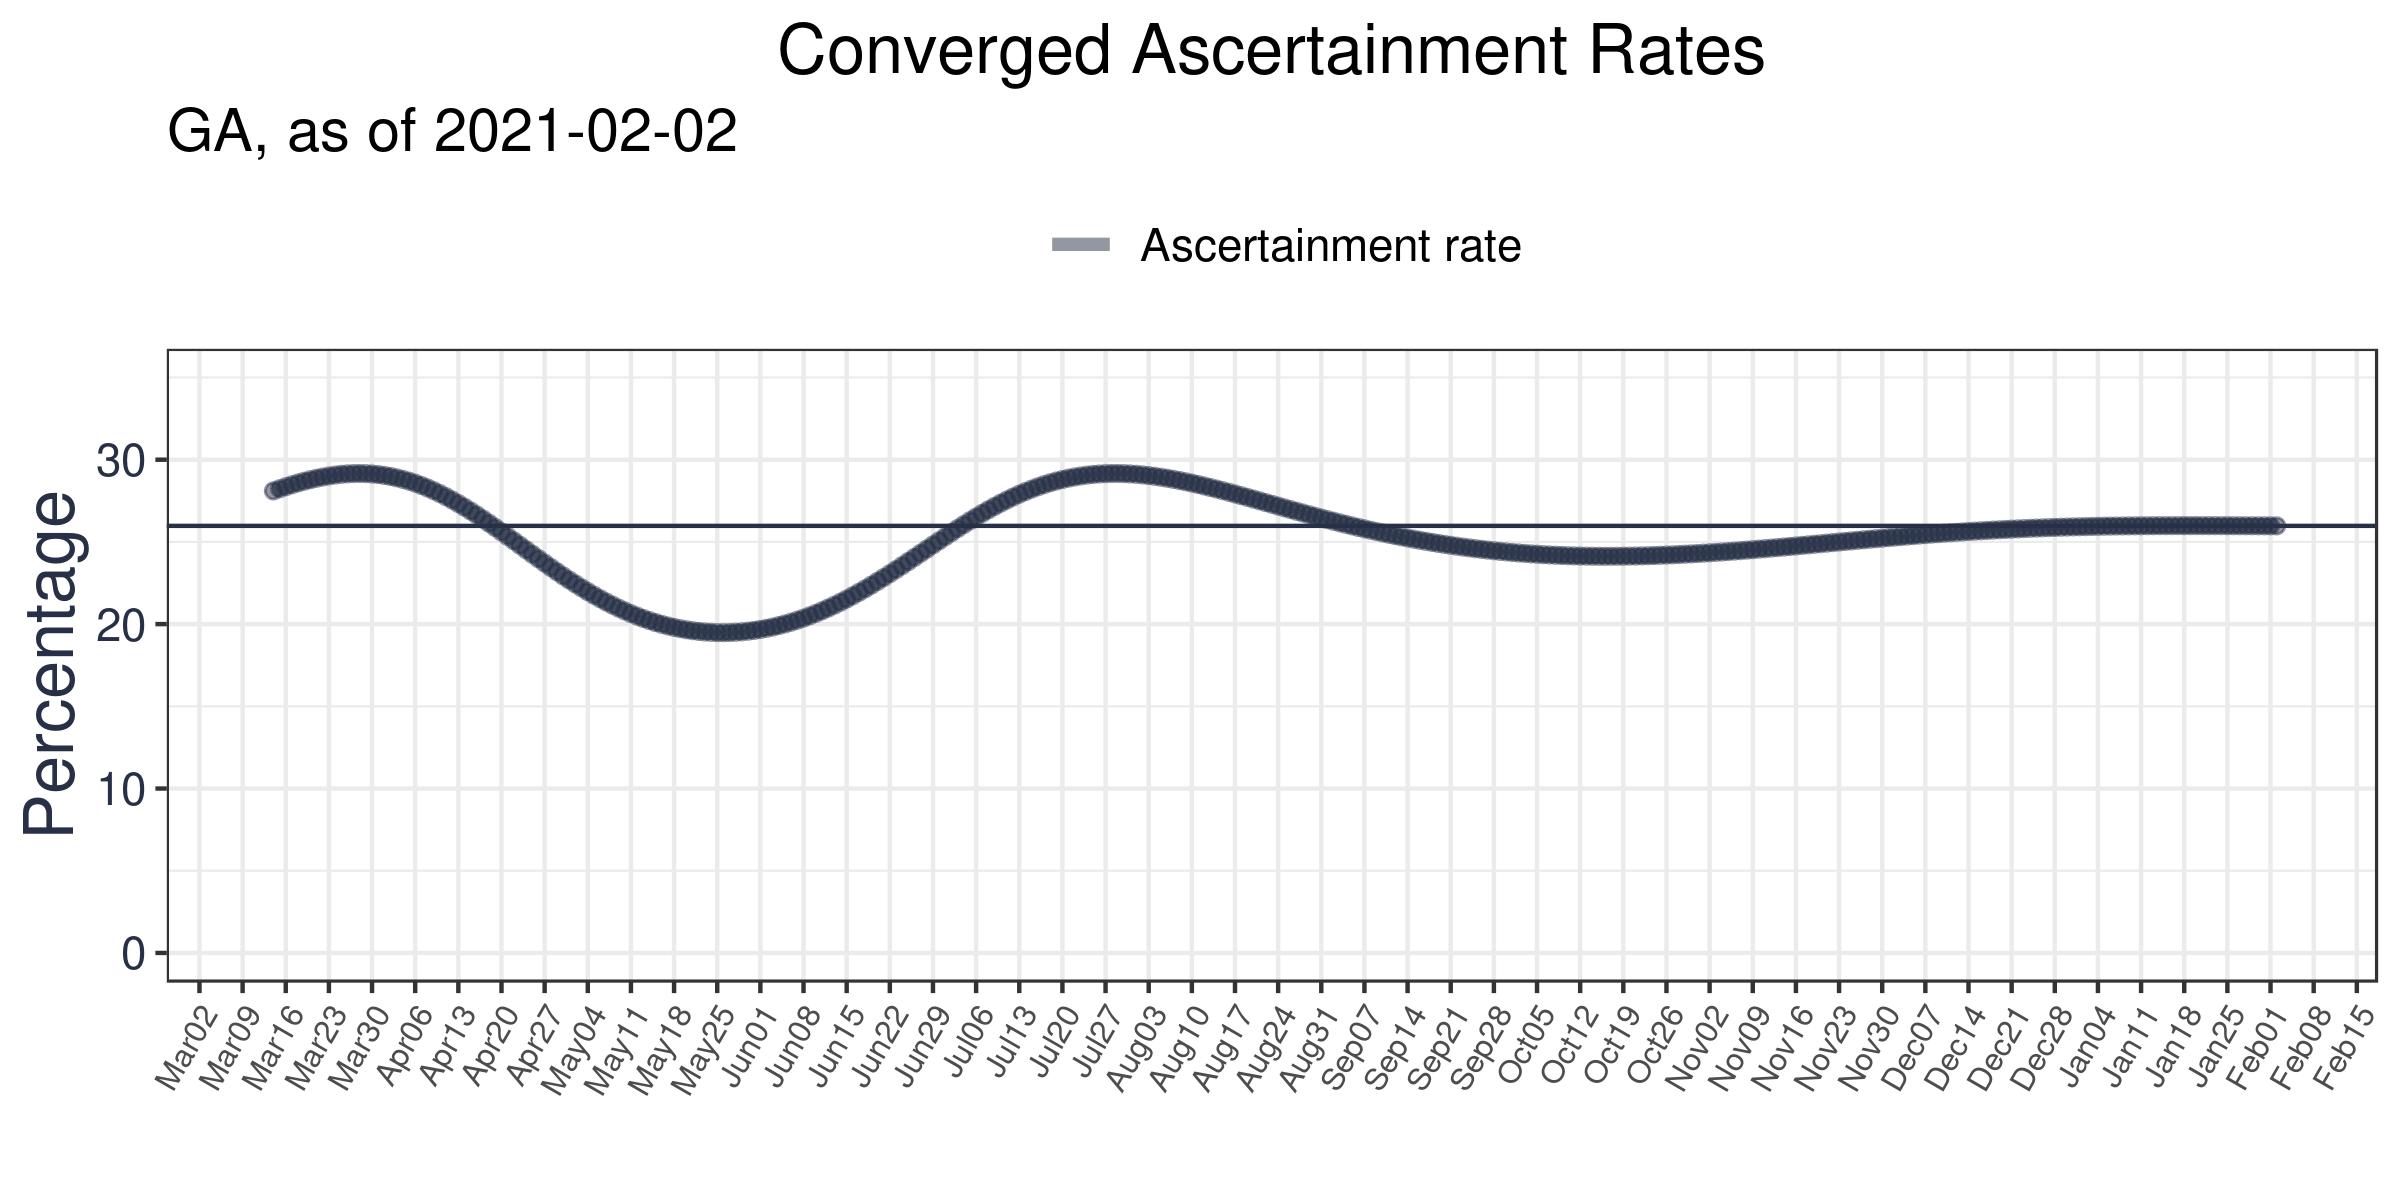 Converged Ascertainment Rates
GA, as of 2021-02-02
Ascertainment rate
Percentage
30
20
10
0
Mar02
Mar09
Mar16
Mar23
Mar30
Apr06
Apr13
Apr20
Apr27
May04
May11
May18
May25
Jun01
Jun08
Jun15
Jun22
Jun29
Jul06
Jul13
Jul20
Jul27
Aug03
Aug10
Aug17
Aug24
Aug31
Sep07
Sep14
Sep21
Sep28
Oct05
Oct12
Oct19
Oct26
Nov02
Nov09
Nov16
Nov23
Nov30
Dec07
Dec14
Dec21
Dec28
Jan04
Jan11
Jan18
Jan25
Feb01
Feb08
Feb15